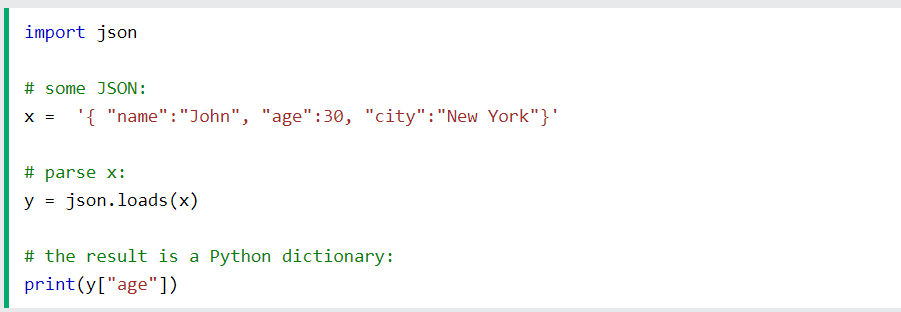 import json
# some JSON:
x =  '{ "name":"John", "age":30, "city":"New York"}'
# parse x:
y = json.loads(x)
# the result is a Python dictionary:
print(y["age"])